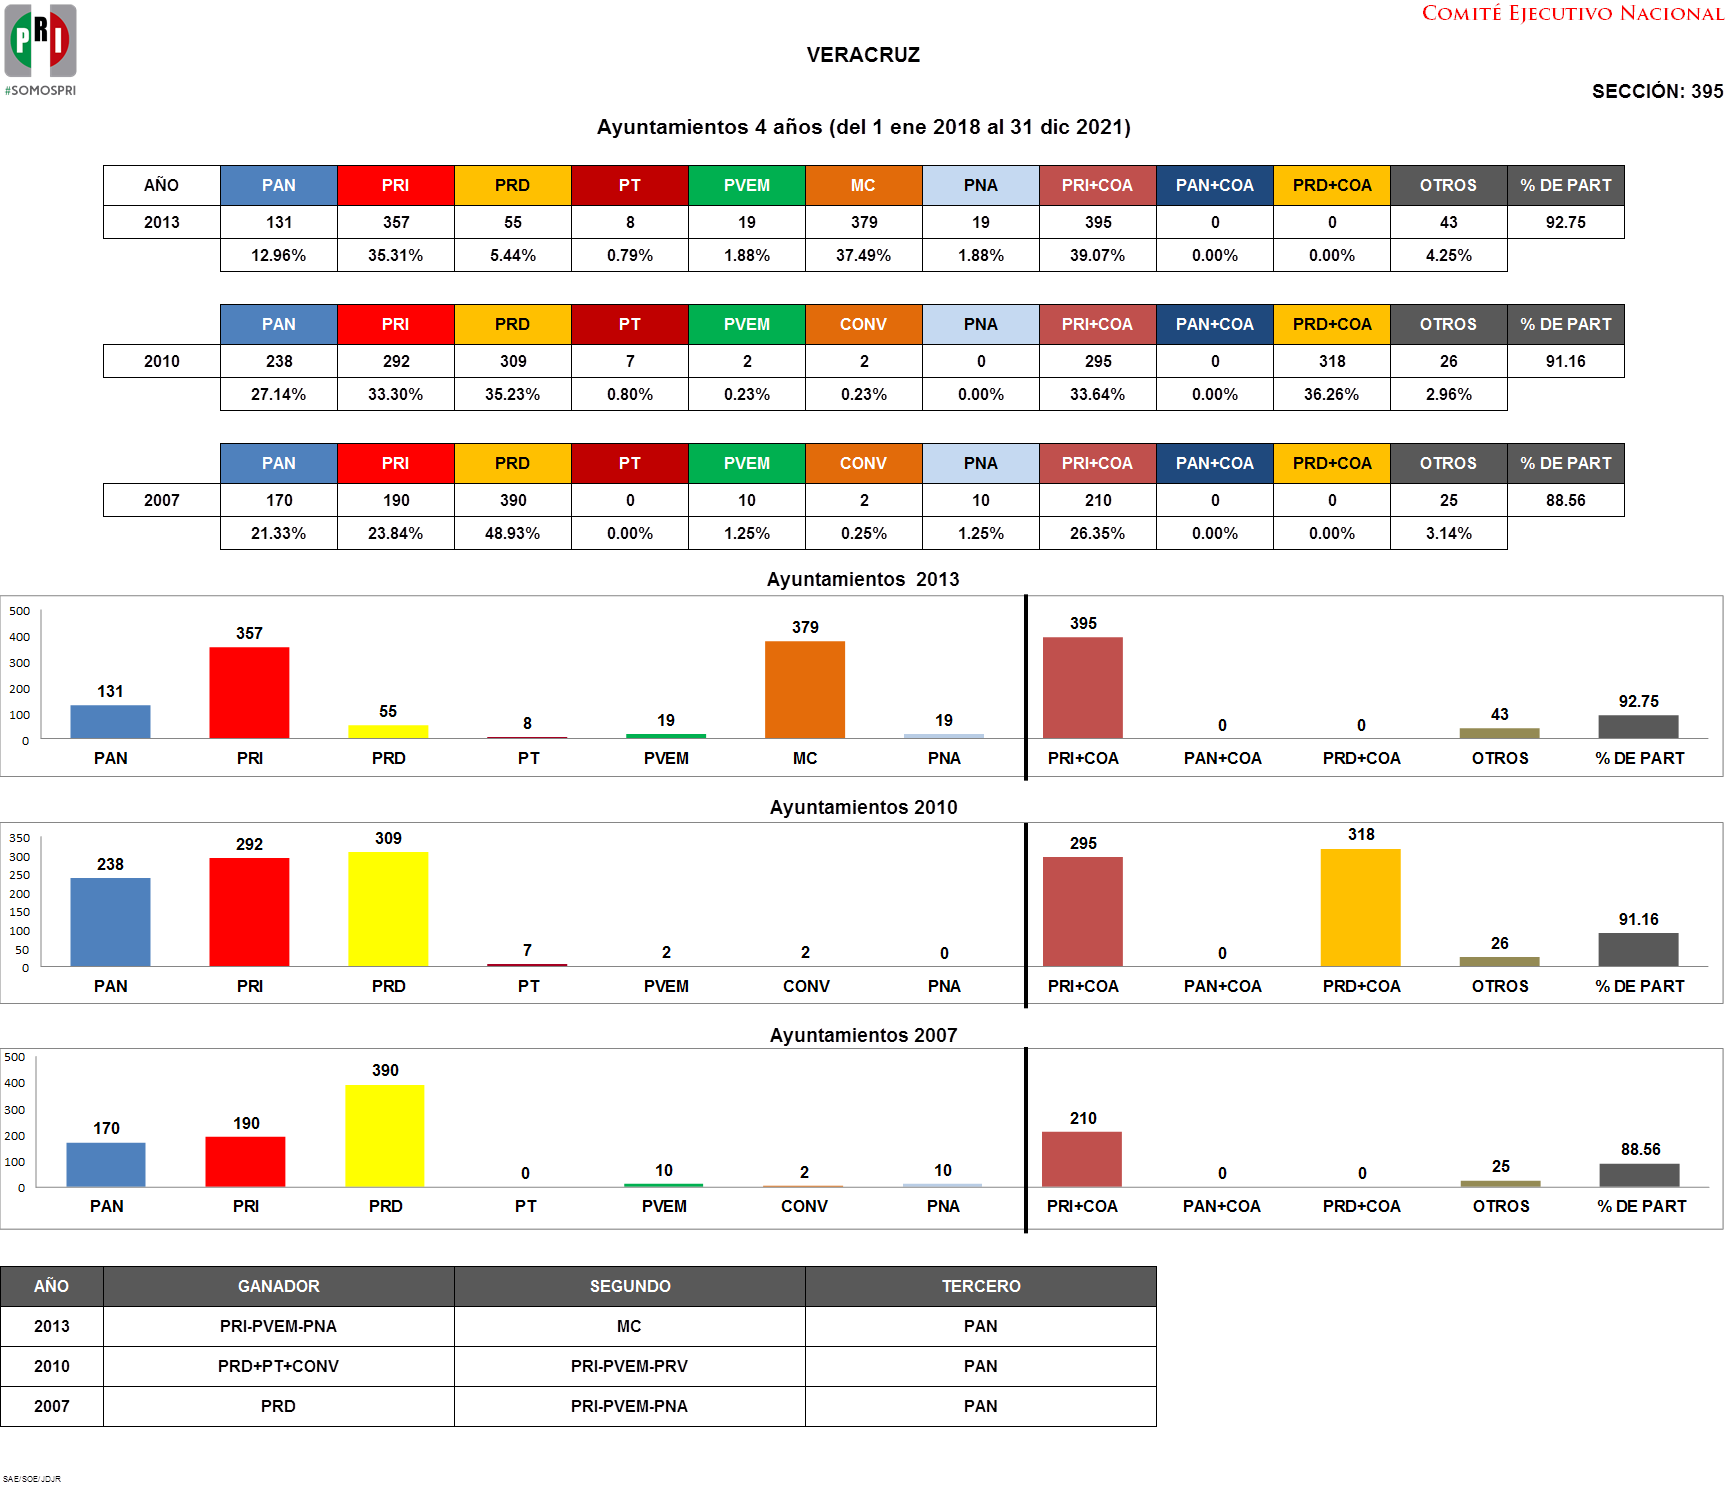 PRI
#SOMOSPRI
COMITÉ EJECUTIVO NACIONAL
VERACRUZ
SECCIÓN: 395
Ayuntamientos 4 años (del 1 ene 2018 al 31 dic 2021)
AÑO PAN PRI PRD PT PVEM MC PNA PRI+COA PAN+COA PRD+COA OTROS % DE PART
2013 131 357 55 8 19 379 19 395 0 0 43 92.75
12.96% 35.31% 5.44% 0.79% 1.88% 37.49% 1.88% 39.07% 0.00% 0.00% 4.25%
PAN PRI PRD PT PVEM CONV PNA PRI+COA PAN+COA PRD+COA OTROS % DE PART
2010 238 292 309 7 2 2 0 295 0 318 26 91.16
27.14% 33.30% 35.23% 0.80% 0.23% 0.23% 0.00% 33.64% 0.00% 36.26% 2.96%
PAN PRI PRD PT PVEM CONV PNA PRI+COA PAN+COA PRD+COA OTROS % DE PART
2007 170 190 390 0 10 2 10 210 0 0 25 88.56
21.33% 23.84% 48.93% 0.00% 1.25% 0.25% 1.25% 26.35% 0.00% 0.00% 3.14%
Ayuntamientos 2013
500
400
300
200
100
0
131 357 55 8 19 379 19 395 0 0 43 92.75
PAN PRI PRD PT PVEM MC PNA PRI+COA PAN+COA PRD+COA OTROS % DE PART
Ayuntamientos 2010
350
300
250
200
150
100
50
0
238 292 309 7 2 2 0 295 0 318 26 91.16
PAN PRI PRD PT PVEM CONV PNA PRI+COA PAN+COA PRD+COA OTROS % DE PART
Ayuntamientos 2007
500
400
300
200
100
0
170 190 390 0 10 2 10 210 0 0 25 88.56
PAN PRI PRD PT PVEM CONV PNA PRI+COA PAN+COA PRD+COA OTROS % DE PART
AÑO GANADOR SEGUNDO TERCERO
2013 PRI-PVEM-PNA MC PAN
2010 PRD+PT+CONV PRI-PVEM-PRV PAN
2007 PRD PRI-PVEM-PNA PAN
SAE/SOE/JDJR